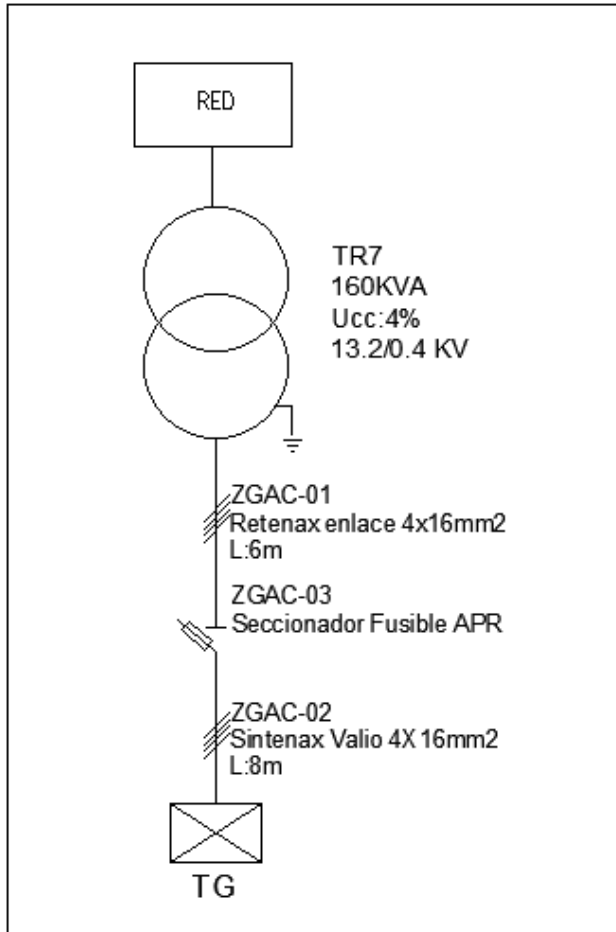 RED
TR7
160KVA
Ucc:4%
13.2/0.4 KV
ZGAC-01
Retenax enlace 4x16mm2
L:6m
ZGAC-03
Seccionador Fusible APR
ZGAC-02
Sintenax Valio 4X 16mm2
L:8m
TG